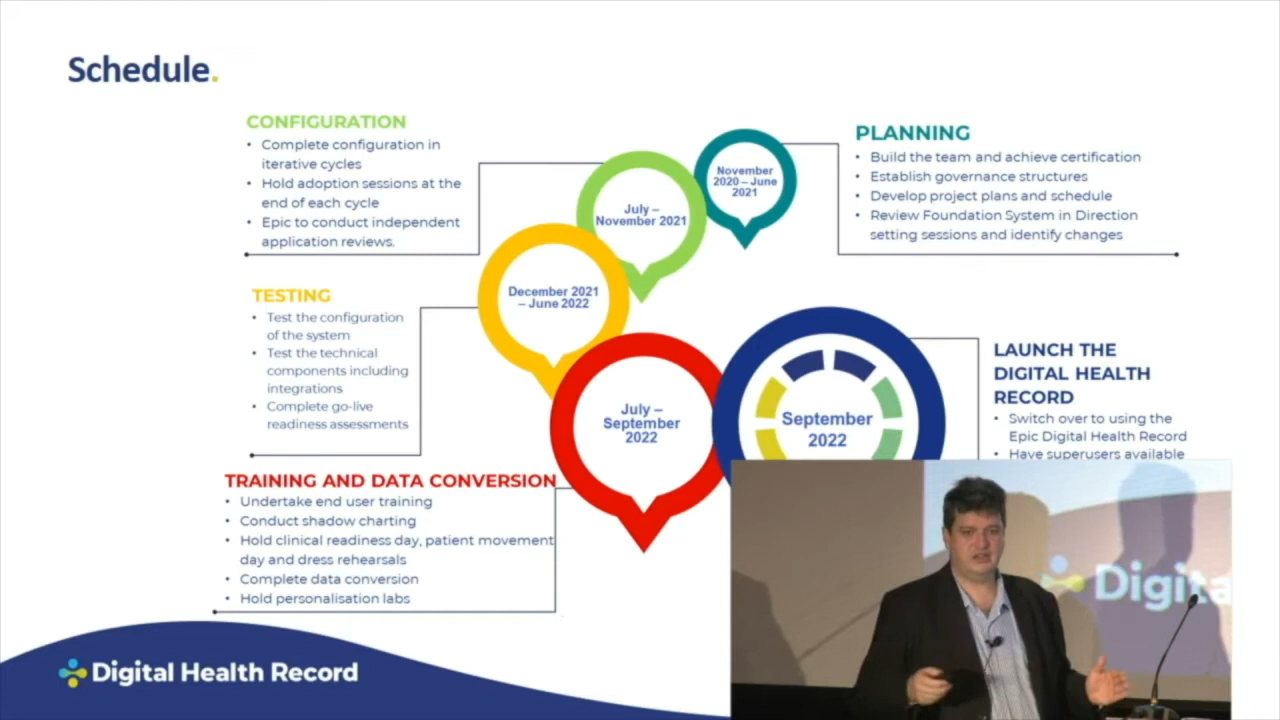 Schedule.
CONFIGURATION
• Complete configuration in
iterative cycles
• Hold adoption sessions at the
end of each cycle
• Epic to conduct independent
application reviews.
PLANNING
• Build the team and achieve certification
• Establish governance structures
• Develop project plans and schedule
• Review Foundation System in Direction
setting sessions and identify changes
November
2020 – June
2021
July –
November 2021
December 2021
– June 2022
TESTING
• Test the configuration
of the system
• Test the technical
components including
integrations
• Complete go-live
readiness assessments
July –
September
2022
September
2022
LAUNCH THE
DIGITAL HEALTH
RECORD
• Switch over to using the
Epic Digital Health Record
• Have superusers available
TRAINING AND DATA CONVERSION
• Undertake end user training
• Conduct shadow charting
• Hold clinical readiness day, patient movement
day and dress rehearsals
• Complete data conversion
• Hold personalisation labs
Digita
Digital Health Record